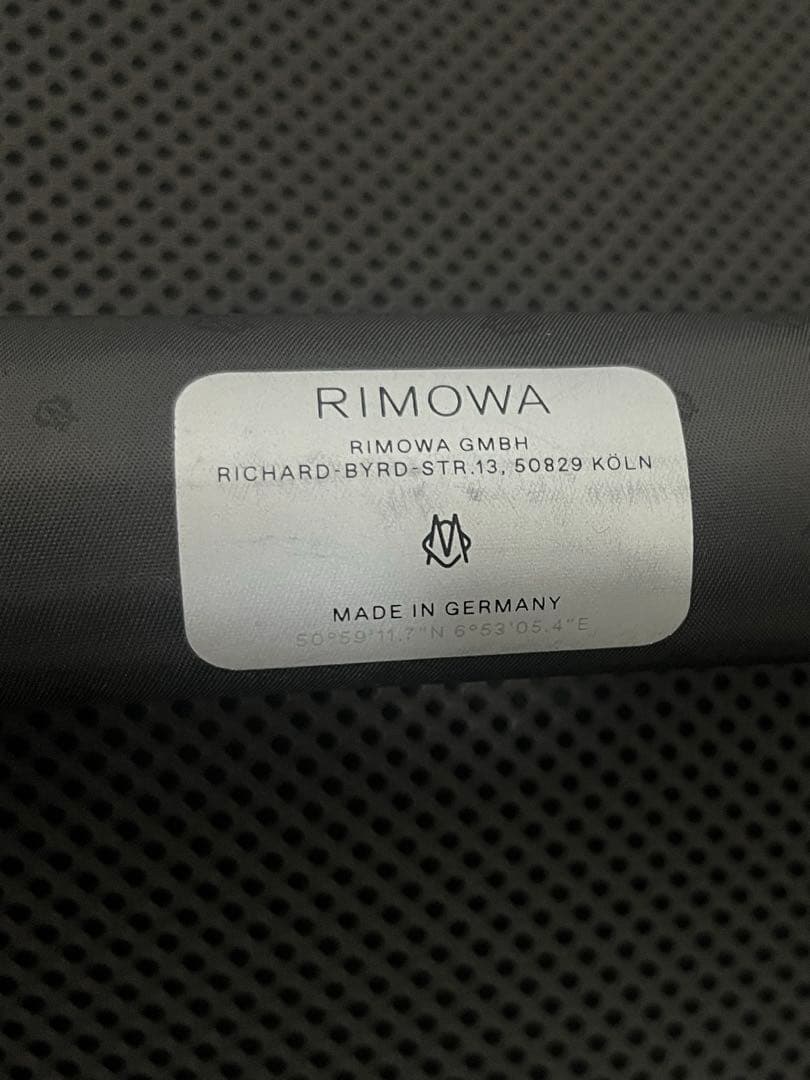 RIMOWA
RIMOWA GMBH
RICHARD-BYRD-STR.13, 50829 KÖLN
MADE IN GERMANY
50°59'11.7"N 6°53'05.4"E